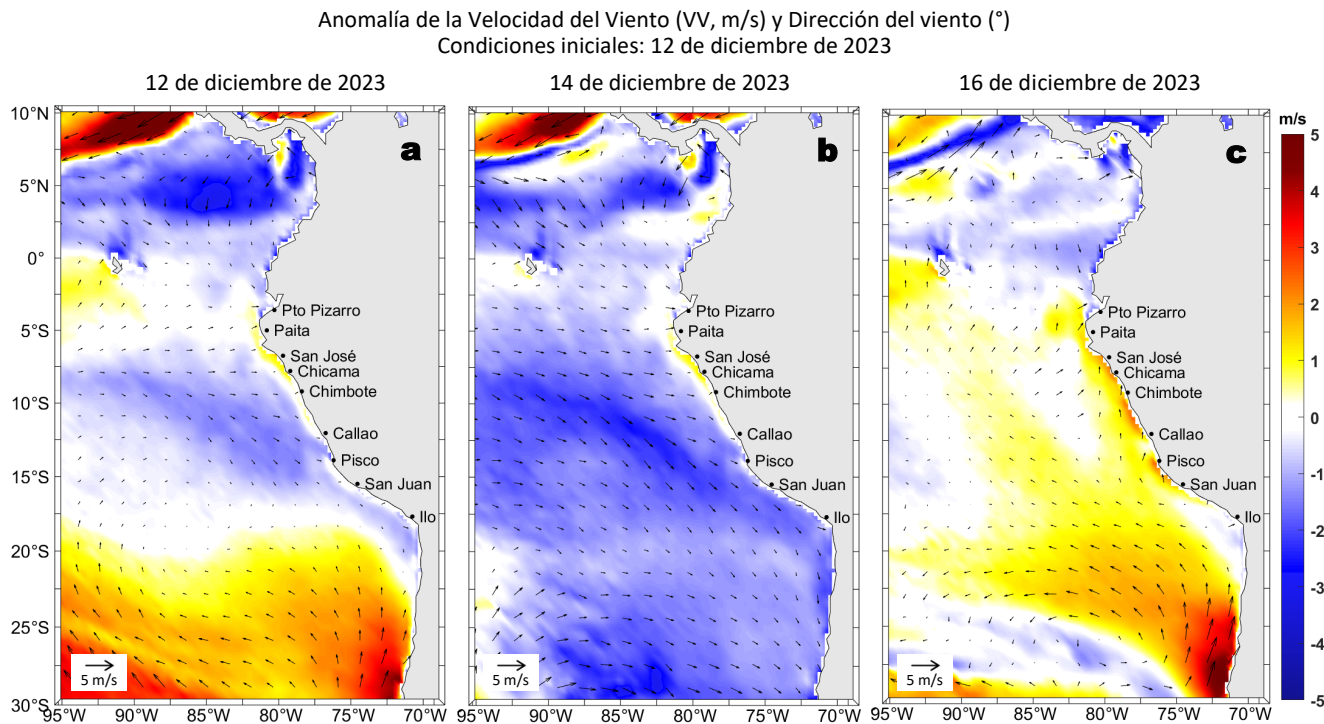 Anomalía de la Velocidad del Viento (VV, m/s) y Dirección del viento (°)
Condiciones iniciales: 12 de diciembre de 2023
12 de diciembre de 2023
14 de diciembre de 2023
16 de diciembre de 2023
a
b
c
10°N
5°N
0°
5°S
10°S
15°S
20°S
25°S
30°S
Pto Pizarro
Paita
San José
Chicama
Chimbote
Callao
Pisco
San Juan
Ilo
5 m/s
95°W 90°W 85°W 80°W 75°W 70°W
Pto Pizarro
Paita
San José
Chicama
Chimbote
Callao
Pisco
San Juan
Ilo
5 m/s
95°W 90°W 85°W 80°W 75°W 70°W
Pto Pizarro
Paita
San José
Chicama
Chimbote
Callao
Pisco
San Juan
Ilo
5 m/s
95°W 90°W 85°W 80°W 75°W 70°W
m/s
5
4
3
2
1
0
-1
-2
-3
-4
-5